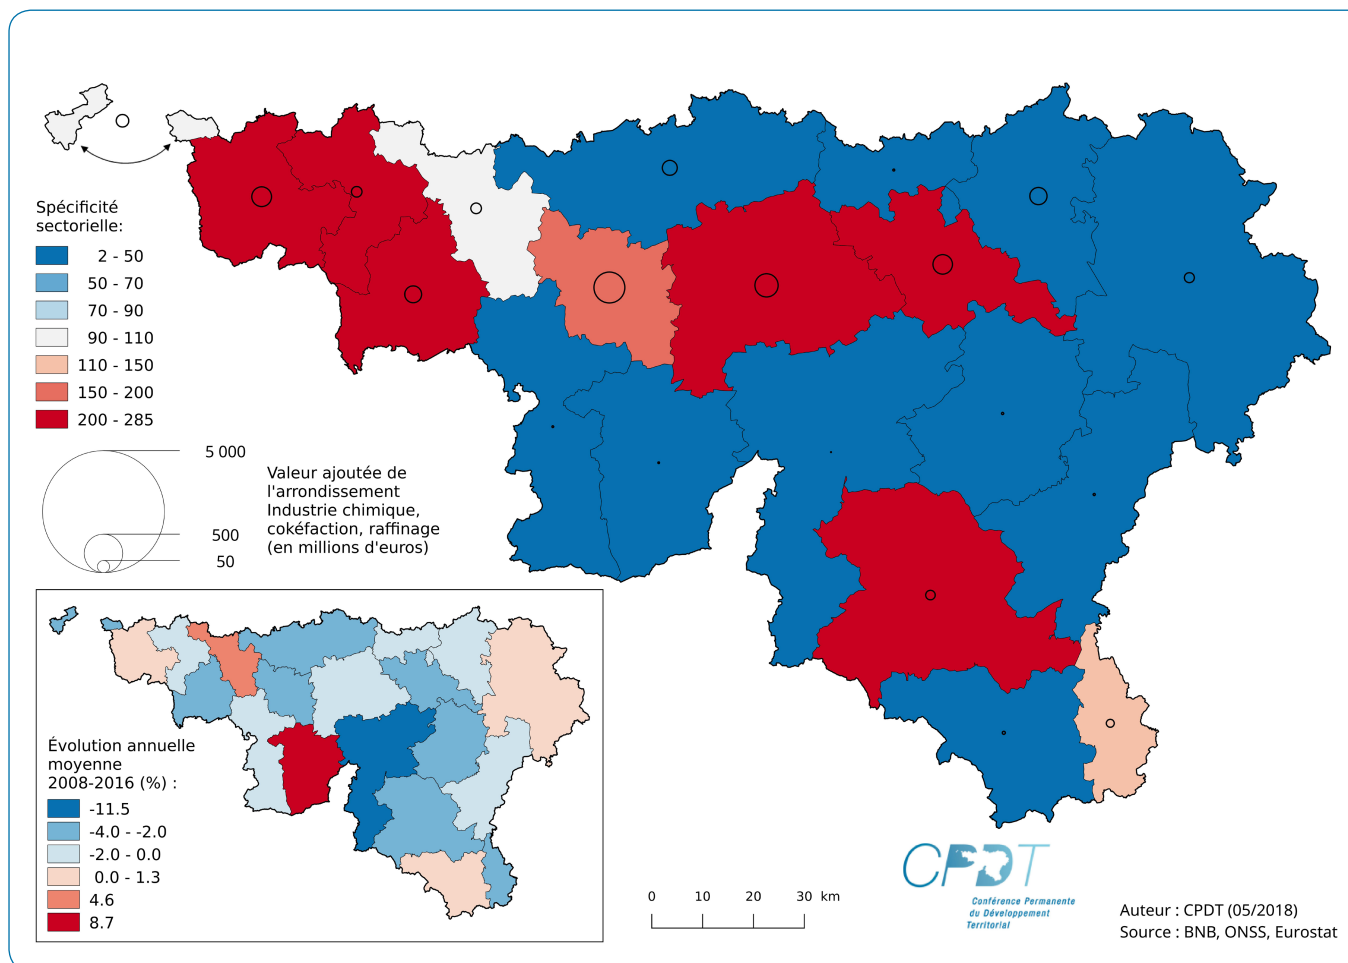 Spécificité
sectorielle:
2 - 50
50 - 70
70 - 90
90 - 110
110 - 150
150 - 200
200 - 285
5 000
500
50
Valeur ajoutée de
l'arrondissement
Industrie chimique,
cokéfaction, raffinage
(en millions d'euros)
Évolution annuelle
moyenne
2008-2016 (%) :
-11.5
-4.0 - -2.0
-2.0 - 0.0
0.0 - 1.3
4.6
8.7
0 10 20 30 km
CPDT
Conférence Permanente
du Développement
Territorial
Auteur : CPDT (05/2018)
Source : BNB, ONSS, Eurostat